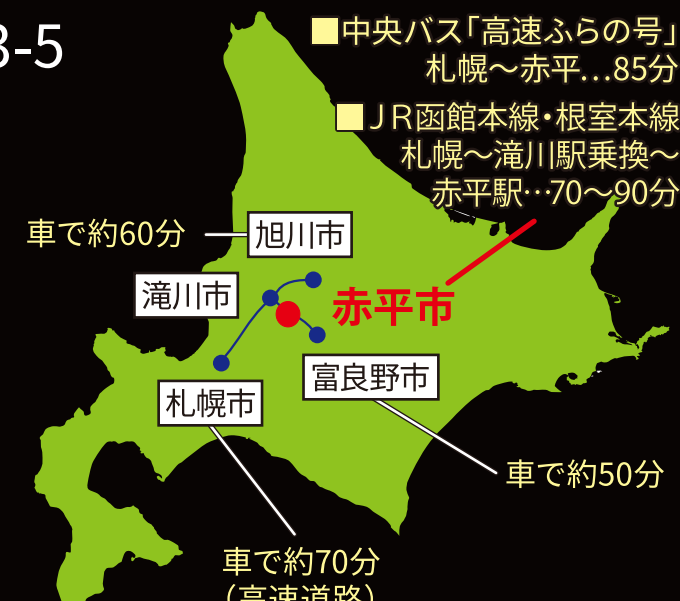 3-5
■中央バス「高速ふらの号」
札幌～赤平…85分
■JR函館本線・根室本線
札幌～滝川駅乗換～
赤平駅…70～90分
車で約60分
旭川市
滝川市
赤平市
富良野市
札幌市
車で約50分
車で約70分
（高速道路）